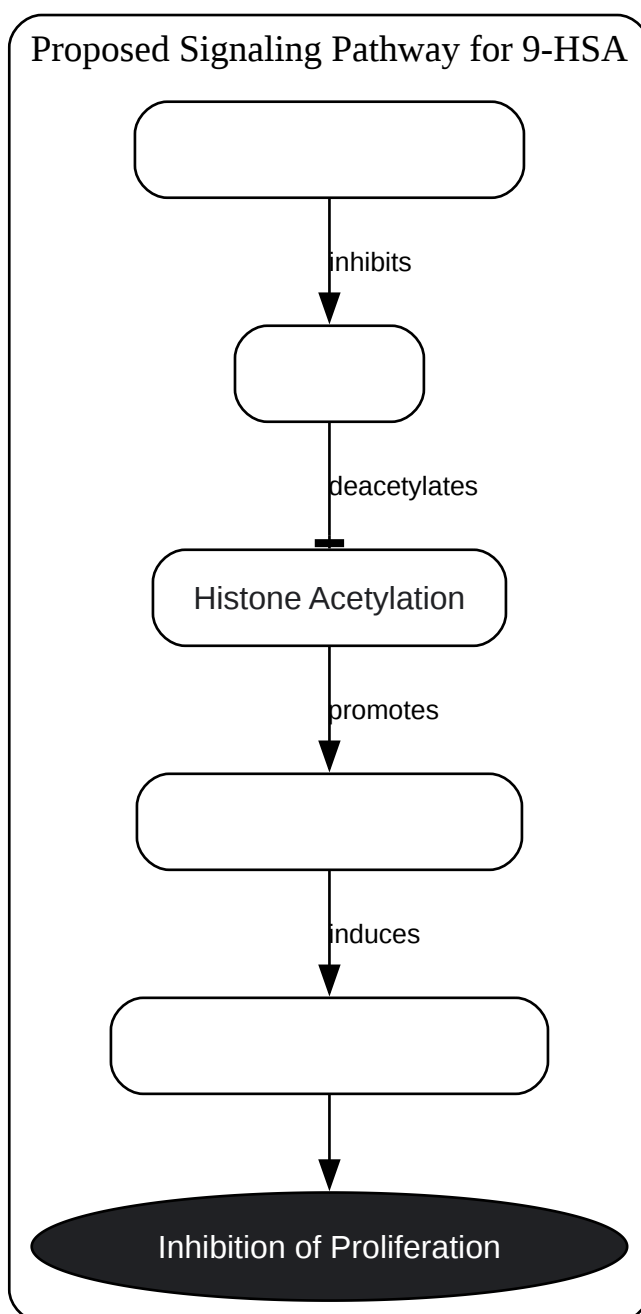 Proposed Signaling Pathway for 9-HSA
inhibits
deacetylates
Histone Acetylation
promotes
induces
Inhibition of Proliferation